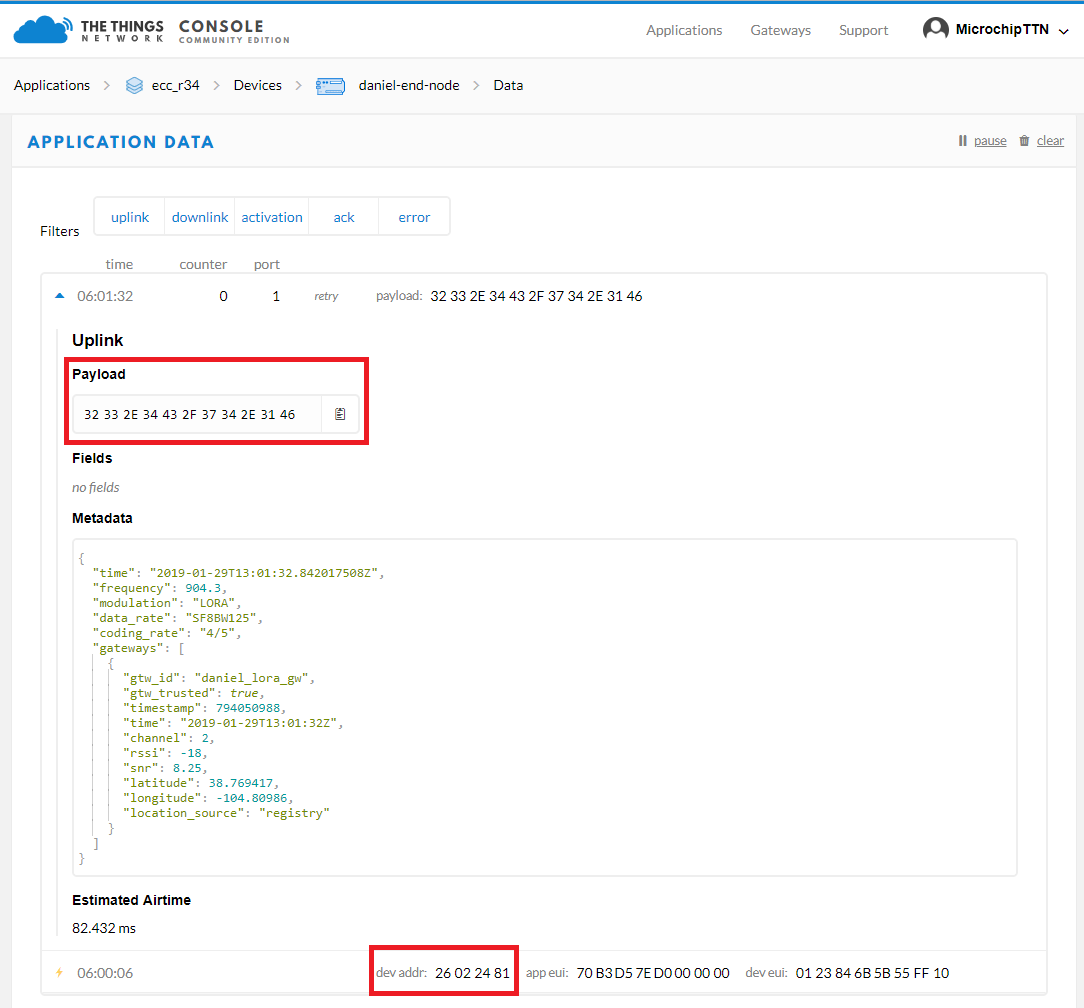 THE THINGS NETWORK CONSOLE COMMUNITY EDITION
Applications Gateways Support MicrochipTTN
Applications > ecc_r34 > Devices > daniel-end-node > Data
APPLICATION DATA
pause clear
Filters uplink downlink activation ack error
time counter port
06:01:32 0 1 retry payload: 32 33 2E 34 43 2F 37 34 2E 31 46
Uplink
Payload
32 33 2E 34 43 2F 37 34 2E 31 46
Fields
no fields
Metadata
{
"time": "2019-01-29T13:01:32.842017508Z",
"frequency": 904.3,
"modulation": "LORA",
"data_rate": "SF8BW125",
"coding_rate": "4/5",
"gateways": [
{
"gtw_id": "daniel_lora_gw",
"gtw_trusted": true,
"timestamp": 794050988,
"time": "2019-01-29T13:01:32Z",
"channel": 2,
"rssi": -18,
"snr": 8.25,
"latitude": 38.769417,
"longitude": -104.80986,
"location_source": "registry"
}
]
}
Estimated Airtime
82.432 ms
06:00:06 dev addr: 26 02 24 81 app eui: 70 B3 D5 7E D0 00 00 00 dev eui: 01 23 84 6B 5B 55 FF 10